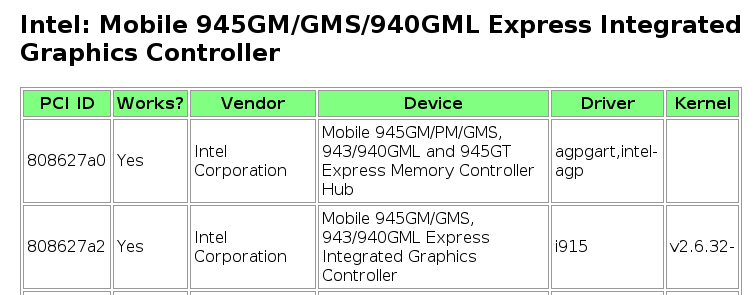 Intel: Mobile 945GM/GMS/940GML Express Integrated
Graphics Controller
PCI ID Works? Vendor Device Driver Kernel
808627a0 Yes Intel Corporation Mobile 945GM/PM/GMS, 943/940GML and 945GT Express Memory Controller Hub agpgart,intel-agp
808627a2 Yes Intel Corporation Mobile 945GM/GMS, 943/940GML Express Integrated Graphics Controller i915 v2.6.32-